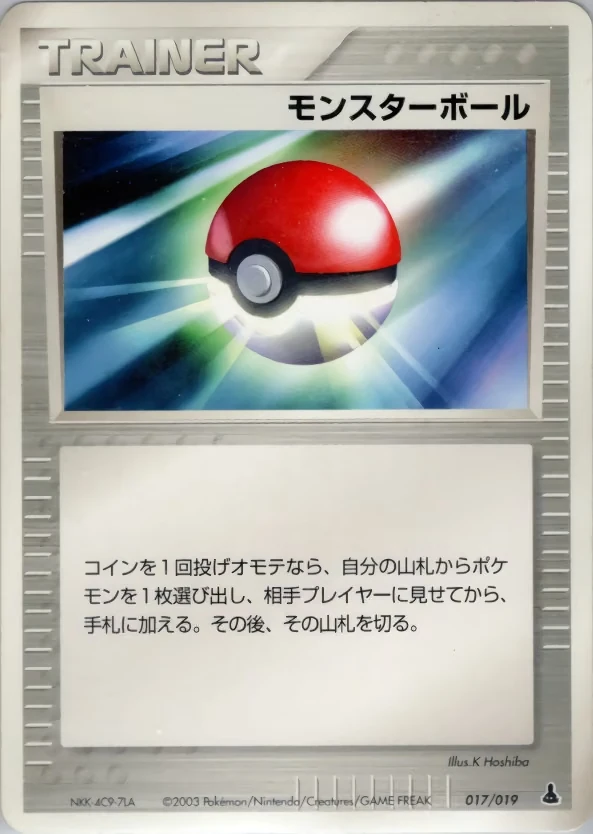 TRAINER
モンスターボール
コインを1回投げオモテなら、自分の山札からポケ
モンを1枚選び出し、相手プレイヤーに見せてから、
手札に加える。その後、その山札を切る。
Illus.K Hoshiba
NKK-4C9-7LA ©2003 Pokémon/Nintendo/Creatures/GAME FREAK 017/019